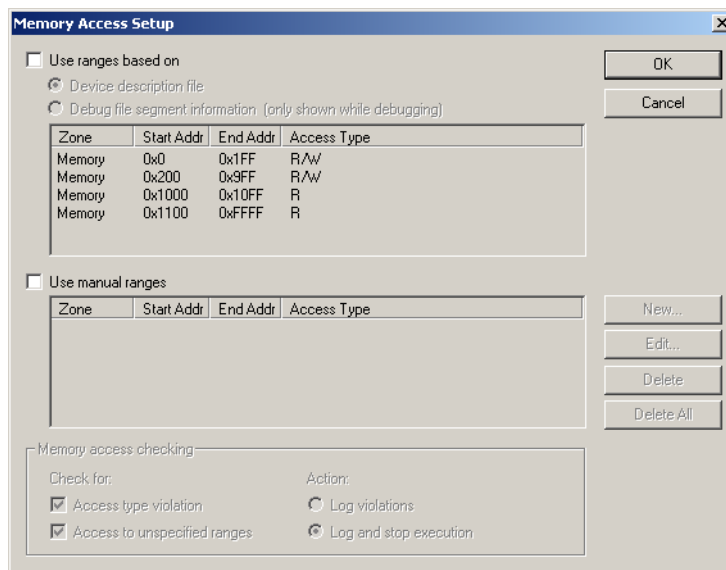 Memory Access Setup
Use ranges based on
Device description file
Debug file segment information (only shown while debugging)
Zone Start Addr End Addr Access Type
Memory 0x0 0x1FF R/W
Memory 0x200 0x9FF R/W
Memory 0x1000 0x10FF R
Memory 0x1100 0xFFFF R
OK
Cancel
Use manual ranges
Zone Start Addr End Addr Access Type
New...
Edit...
Delete
Delete All
Memory access checking
Check for:
Access type violation
Access to unspecified ranges
Action:
Log violations
Log and stop execution